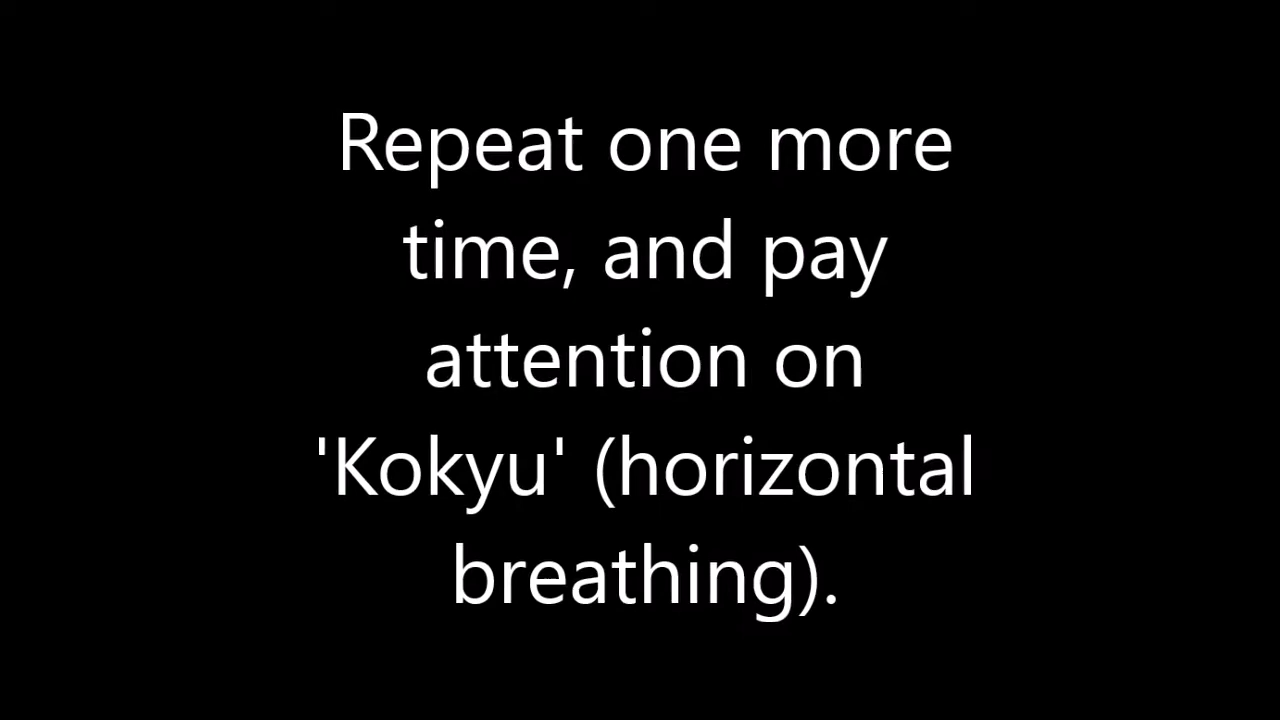 Repeat one more
time, and pay
attention on
'Kokyu' (horizontal
breathing).